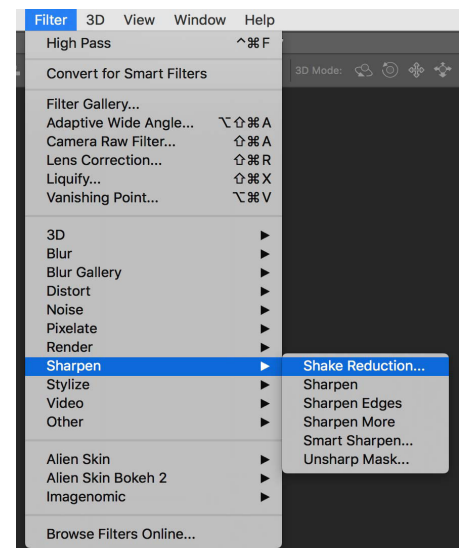 Filter 3D View Window Help
High Pass ^⌘F
Convert for Smart Filters
3D Mode:
Filter Gallery...
Adaptive Wide Angle... ⌥⇧⌘A
Camera Raw Filter... ⇧⌘A
Lens Correction... ⇧⌘R
Liquify... ⇧⌘X
Vanishing Point... ⌥⌘V
3D
Blur
Blur Gallery
Distort
Noise
Pixelate
Render
Sharpen
Stylize
Video
Other
Alien Skin
Alien Skin Bokeh 2
Imagenomic
Browse Filters Online...
Shake Reduction...
Sharpen
Sharpen Edges
Sharpen More
Smart Sharpen...
Unsharp Mask...